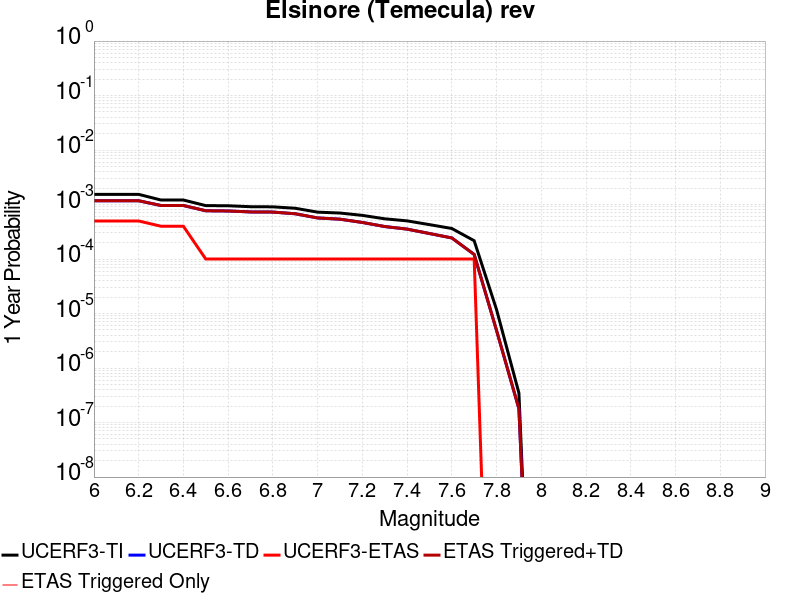 Elsinore (Temecula) rev
10^0
10^-1
10^-2
10^-3
10^-4
10^-5
10^-6
10^-7
10^-8
1 Year Probability
6 6.2 6.4 6.6 6.8 7 7.2 7.4 7.6 7.8 8 8.2 8.4 8.6 8.8 9
Magnitude
UCERF3-TI UCERF3-TD UCERF3-ETAS ETAS Triggered+TD
ETAS Triggered Only